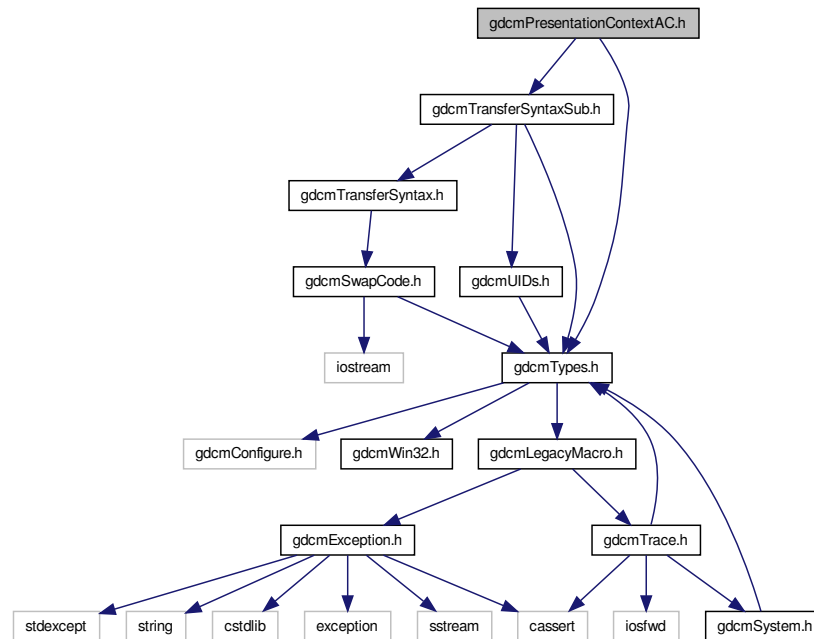 gdcmPresentationContextAC.h
gdcmTransferSyntaxSub.h
gdcmTransferSyntax.h
gdcmSwapCode.h
gdcmUIDs.h
iostream
gdcmTypes.h
gdcmConfigure.h
gdcmWin32.h
gdcmLegacyMacro.h
gdcmException.h
gdcmTrace.h
stdexcept
string
cstdlib
exception
sstream
cassert
iosfwd
gdcmSystem.h